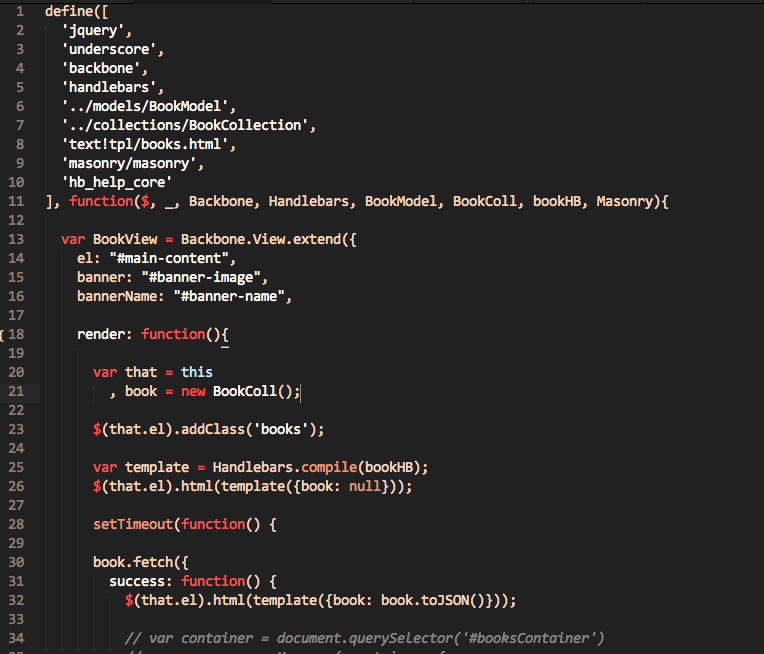 1 define([
2 'jquery',
3 'underscore',
4 'backbone',
5 'handlebars',
6 '../models/BookModel',
7 '../collections/BookCollection',
8 'text!tpl/books.html',
9 'masonry/masonry',
10 'hb_help_core'
11 ], function($, _, Backbone, Handlebars, BookModel, BookColl, bookHB, Masonry){
12
13 var BookView = Backbone.View.extend({
14 el: "#main-content",
15 banner: "#banner-image",
16 bannerName: "#banner-name",
17
{ 18 render: function(){
19
20 var that = this
21 , book = new BookColl();
22
23 $(that.el).addClass('books');
24
25 var template = Handlebars.compile(bookHB);
26 $(that.el).html(template({book: null}));
27
28 setTimeout(function() {
29
30 book.fetch({
31 success: function() {
32 $(that.el).html(template({book: book.toJSON()}));
33
34 // var container = document.querySelector('#booksContainer')